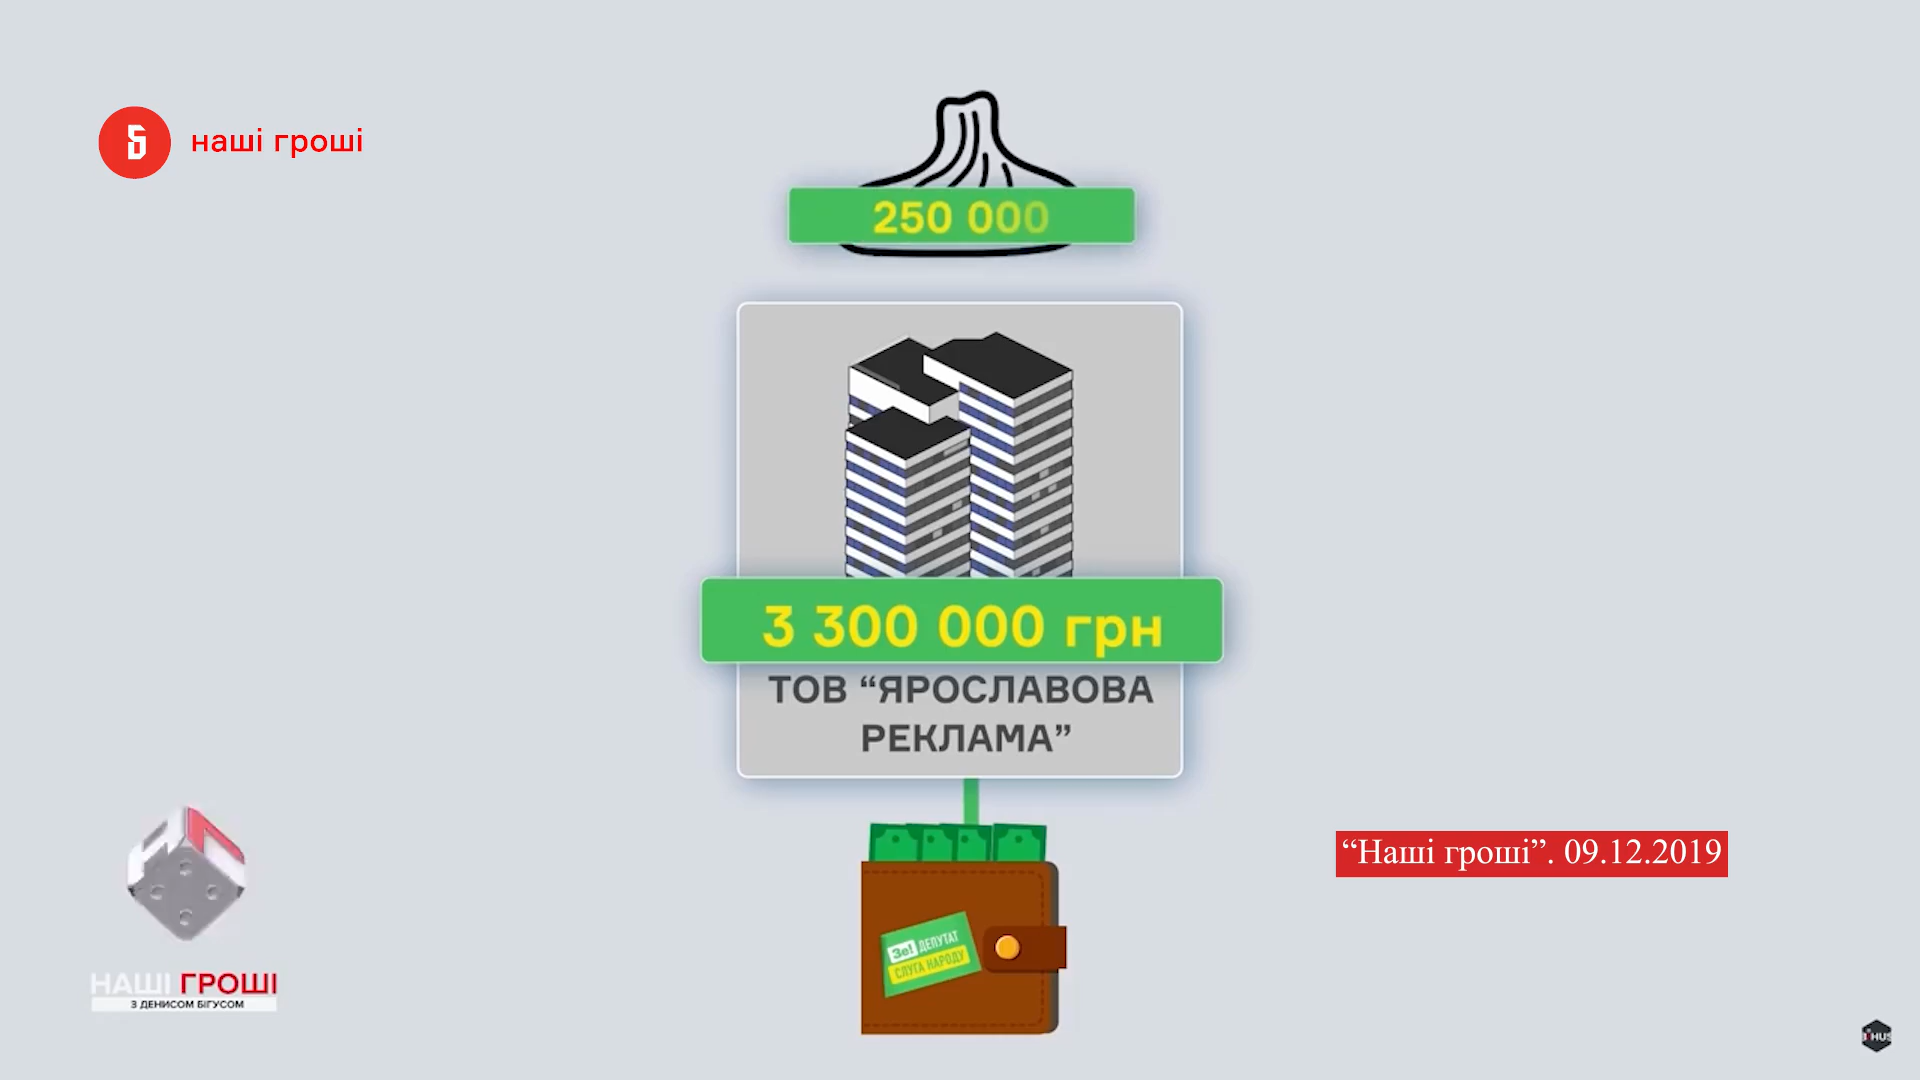 Б наші гроші
250 000
3 300 000 грн
ТОВ “ЯРОСЛАВОВА
РЕКЛАМА”
“Наші гроші”. 09.12.2019
Зе! ДЕПУТАТ
СЛУГА НАРОДУ
НАШІ ГРОШІ
З ДЕНИСОМ БІГУСОМ
BIHUS